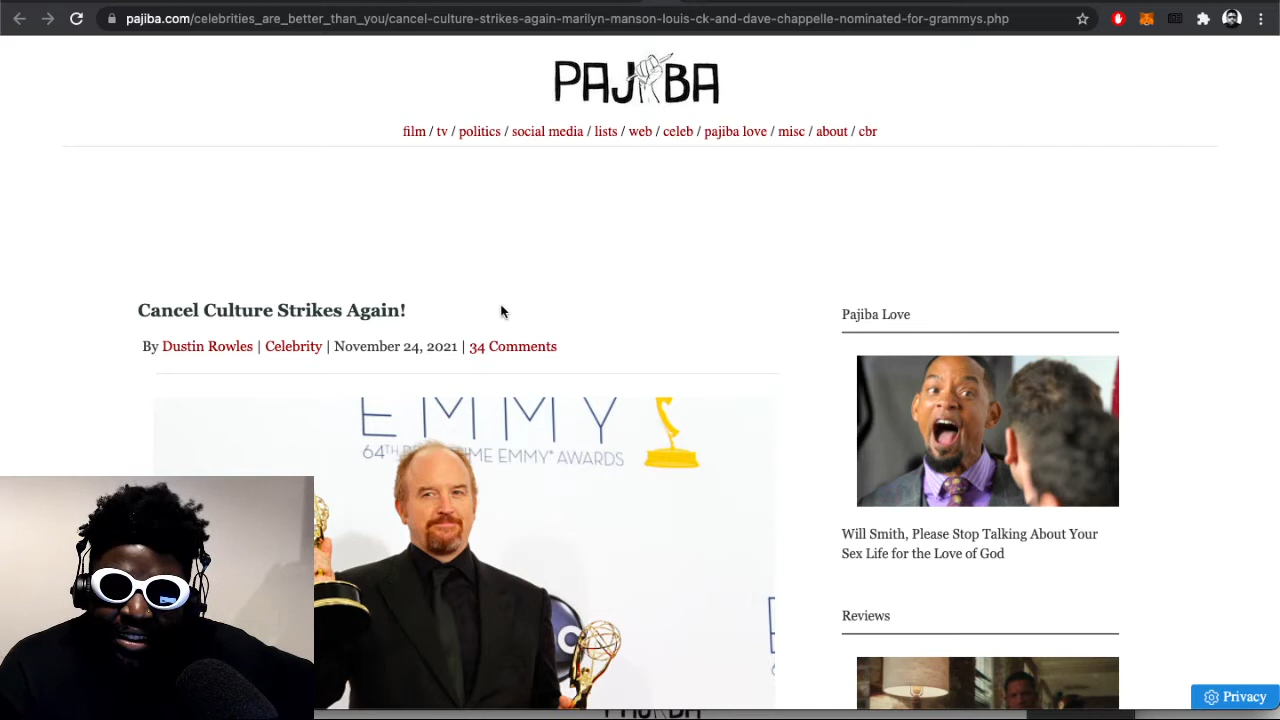 pajiba.com/celebrities_are_better_than_you/cancel-culture-strikes-again-marilyn-manson-louis-ck-and-dave-chappelle-nominated-for-grammys.php
PAJIBA
film / tv / politics / social media / lists / web / celeb / pajiba love / misc / about / cbr
Cancel Culture Strikes Again!
By Dustin Rowles | Celebrity | November 24, 2021 | 34 Comments
EMMY
EMMY® AWARDS
Pajiba Love
Will Smith, Please Stop Talking About Your
Sex Life for the Love of God
Reviews
Privacy